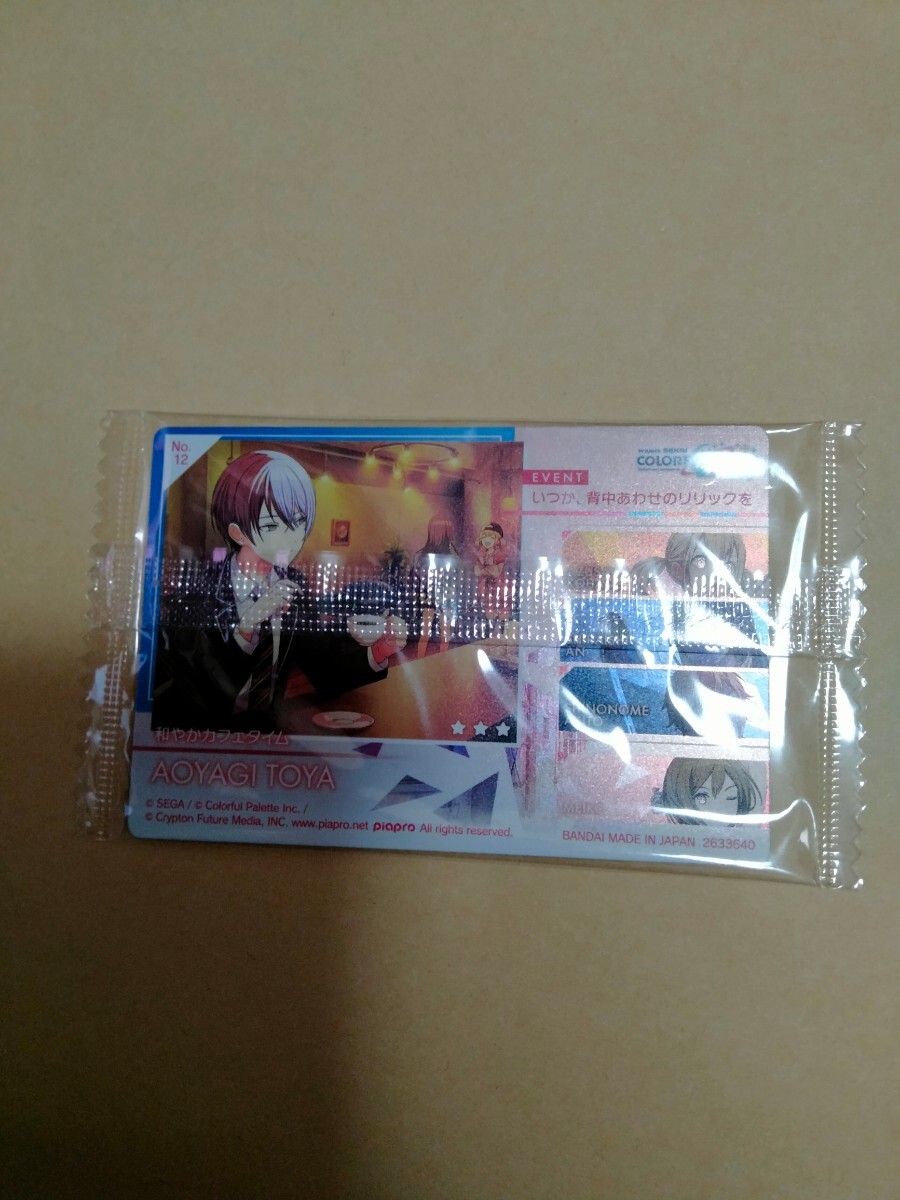 No.
12
EVENT
いつか、背中あわせのリリックを
AN
MEIKO
和やかカフェタイム
AOYAGI TOYA
© SEGA / © Colorful Palette Inc. /
© Crypton Future Media, INC. www.piapro.net piapro All rights reserved.
BANDAI MADE IN JAPAN 2633640